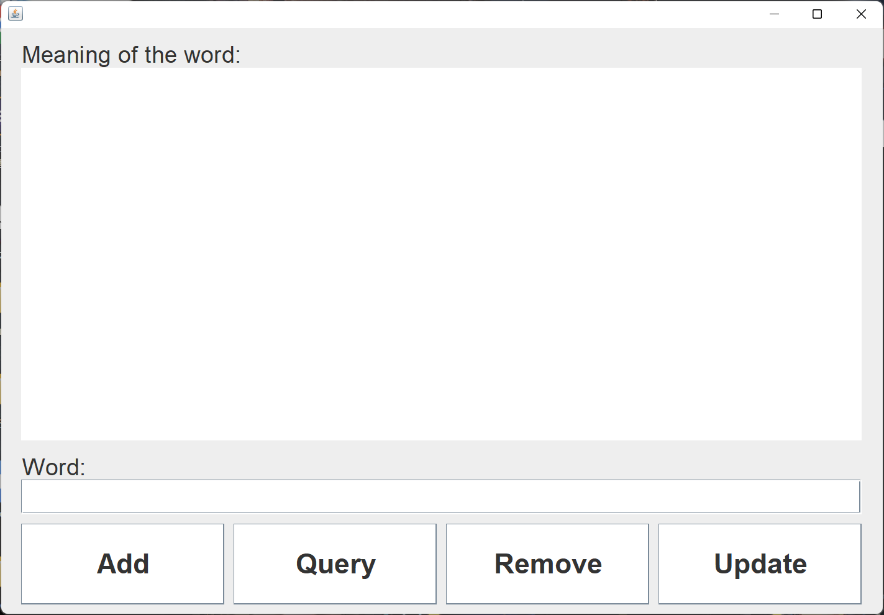 Meaning of the word:
Word:
Add Query Remove Update